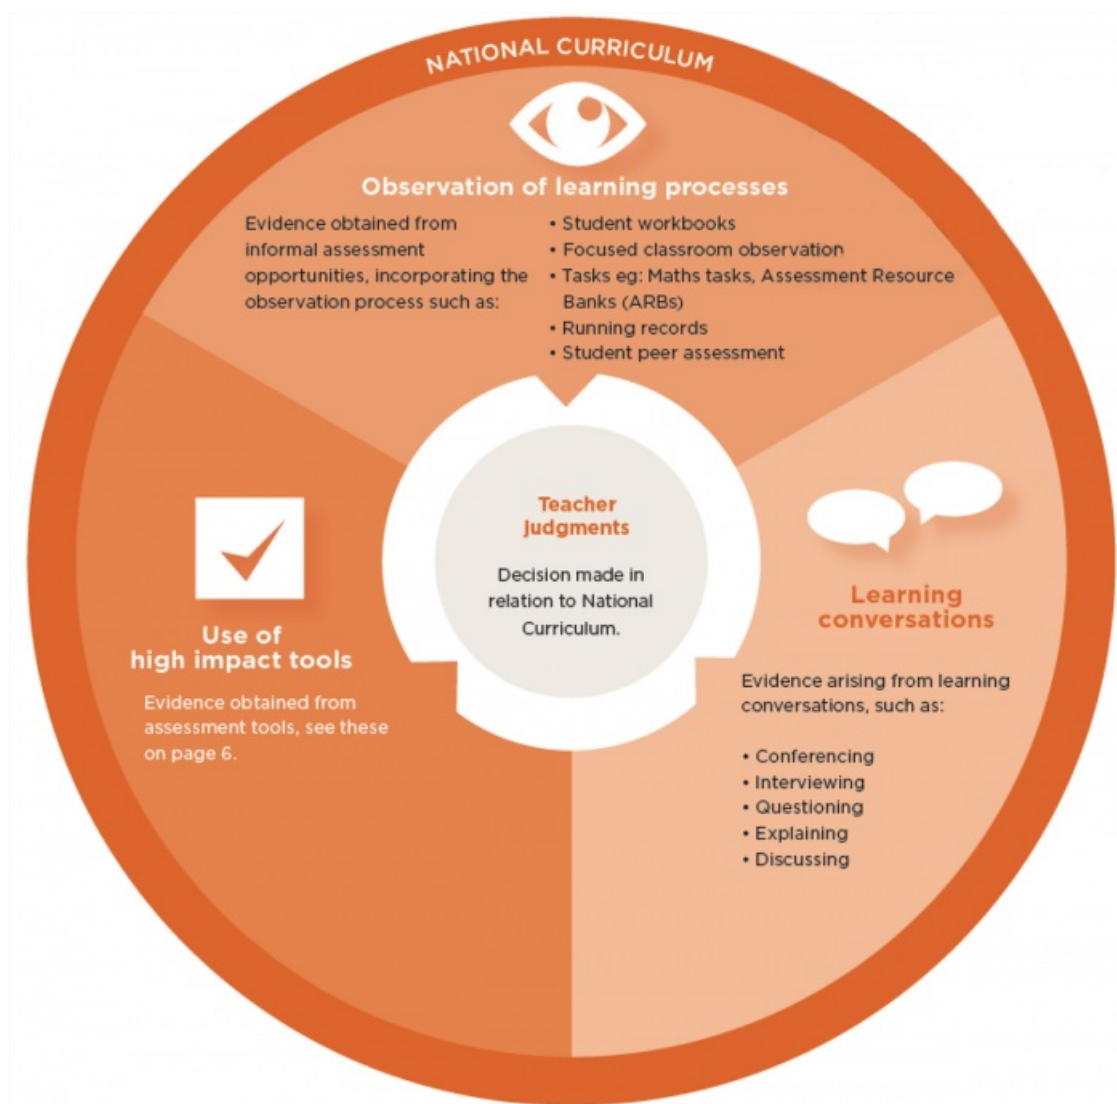 NATIONAL CURRICULUM
Observation of learning processes
Evidence obtained from
informal assessment
opportunities, incorporating the
observation process such as:
• Student workbooks
• Focused classroom observation
• Tasks eg: Maths tasks, Assessment Resource
Banks (ARBs)
• Running records
• Student peer assessment
Teacher
judgments
Decision made in
relation to National
Curriculum.
Use of
high impact tools
Evidence obtained from
assessment tools, see these
on page 6.
Learning
conversations
Evidence arising from learning
conversations, such as:
• Conferencing
• Interviewing
• Questioning
• Explaining
• Discussing